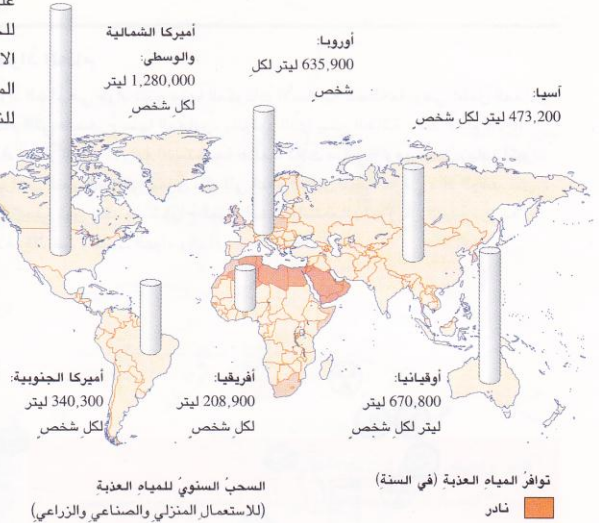 أميركا الشمالية
والوسطى:
1,280,000 ليتر
لكل شخصٍ
أوروبا:
635,900 ليتر لكل
شخصٍ
آسيا:
473,200 ليتر لكل شخصٍ
أميركا الجنوبية:
340,300 ليتر
لكل شخصٍ
أفريقيا:
208,900 ليتر
لكل شخصٍ
أوقيانيا:
670,800 ليتر
ليتر لكل شخصٍ
السحبُ السنويُ للمياهِ العذبةِ
(للاستعمالِ المنزلي والصناعي والزراعي)
توافرُ المياهِ العذبةِ (في السنة)
نادر